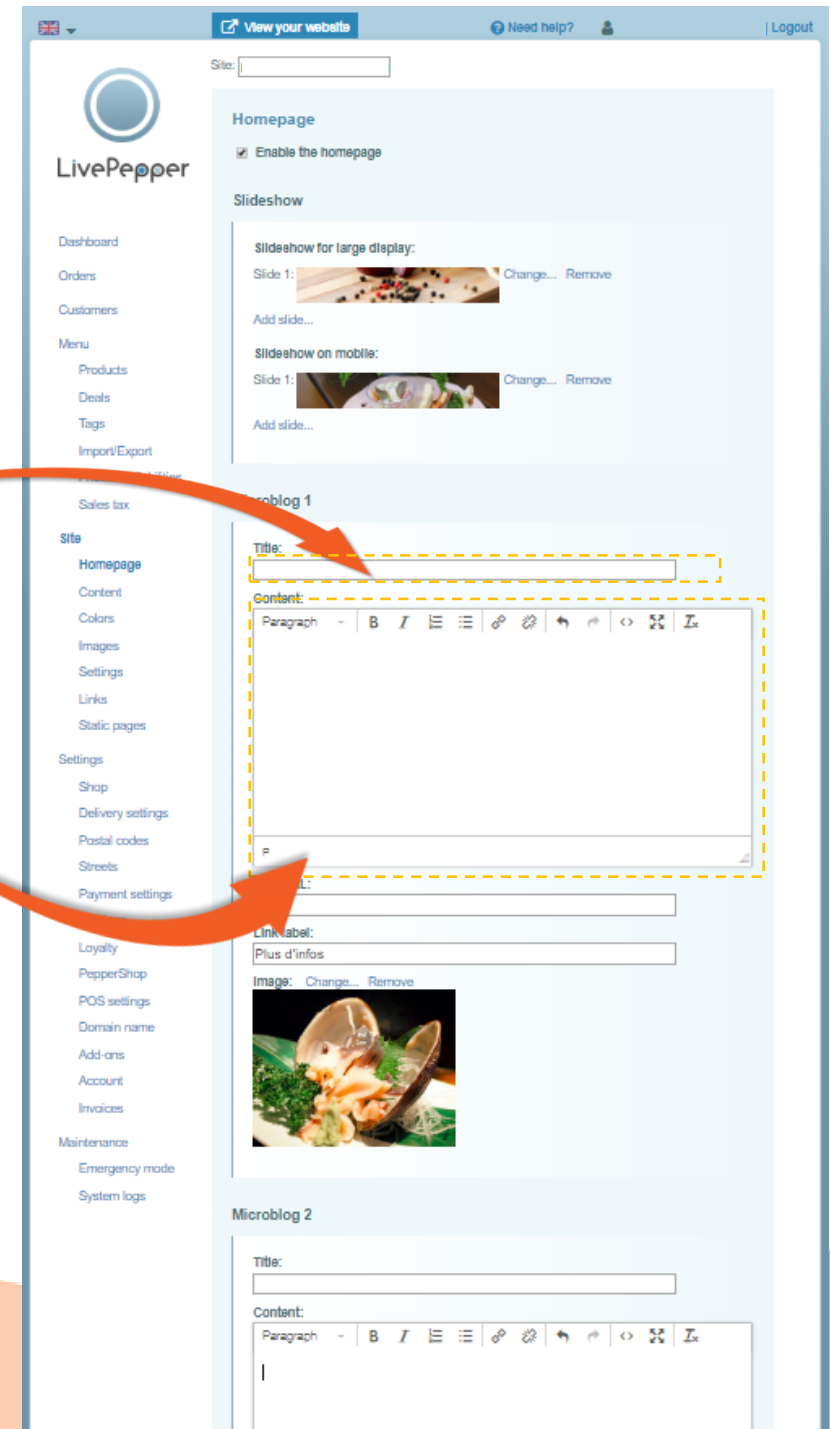 View your website
Need help?
| Logout
Site:
LivePepper
Homepage
Enable the homepage
Slideshow
Slideshow for large display:
Slide 1: Change... Remove
Add slide...
Slideshow on mobile:
Slide 1: Change... Remove
Add slide...
Dashboard
Orders
Customers
Menu
Products
Deals
Tags
Import/Export
Sales tax
Site
Homepage
Content
Colors
Images
Settings
Links
Static pages
Settings
Shop
Delivery settings
Postal codes
Streets
Payment settings
Loyalty
PepperShop
POS settings
Domain name
Add-ons
Account
Invoices
Maintenance
Emergency mode
System logs
1
Title:
Content:
Paragraph B I
P
Link label:
Plus d'infos
Image: Change... Remove
Microblog 2
Title:
Content:
Paragraph B I